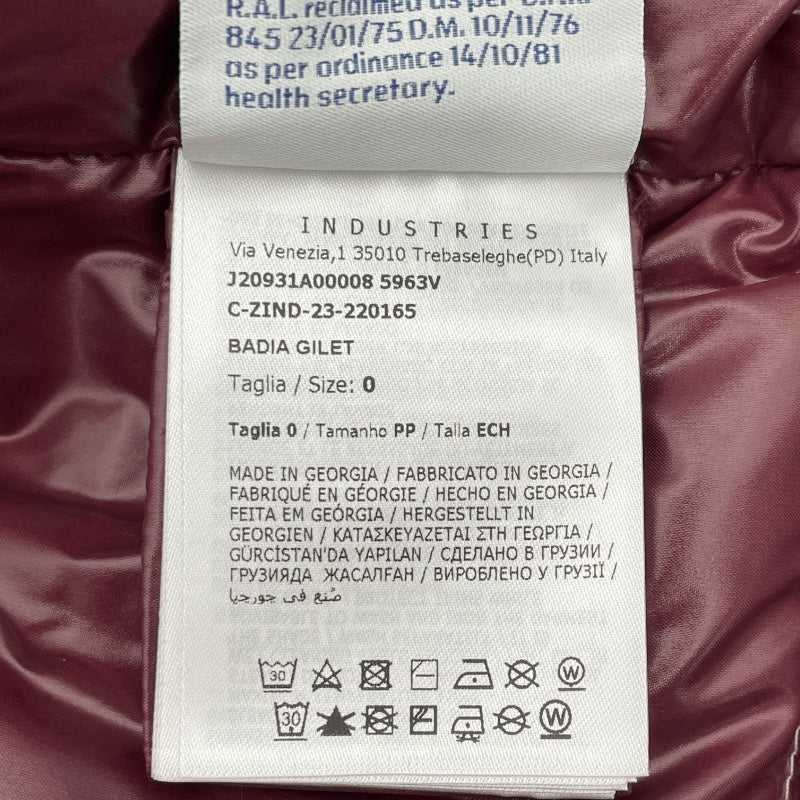 R.A.L. reclaimed as per D.P.R.
845 23/01/75 D.M. 10/11/76
as per ordinance 14/10/81
health secretary.
INDUSTRIES
Via Venezia,1 35010 Trebaseleghe(PD) Italy
J20931A00008 5963V
C-ZIND-23-220165
BADIA GILET
Taglia / Size: 0
Taglia 0 / Tamanho PP / Talla ECH
MADE IN GEORGIA / FABBRICATO IN GEORGIA /
FABRIQUÉ EN GÉORGIE / HECHO EN GEORGIA /
FEITA EM GEÓRGIA / HERGESTELLT IN
GEORGIEN / ΚΑΤΑΣΚΕΥΑΖΕΤΑΙ ΣΤΗ ΓΕΩΡΓΙΑ /
GÜRCİSTAN'DA YAPILAN / СДЕЛАНО В ГРУЗИИ /
ГРУЗИЯДА ЖАСАЛҒАН / ВИРОБЛЕНО У ГРУЗІЇ /
صُنع في جورجيا
30 W
30 W